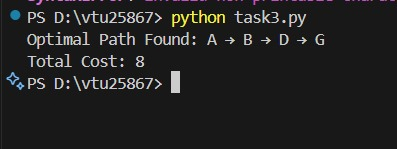 PS D:\vtu25867> python task3.py
Optimal Path Found: A → B → D → G
Total Cost: 8
PS D:\vtu25867>